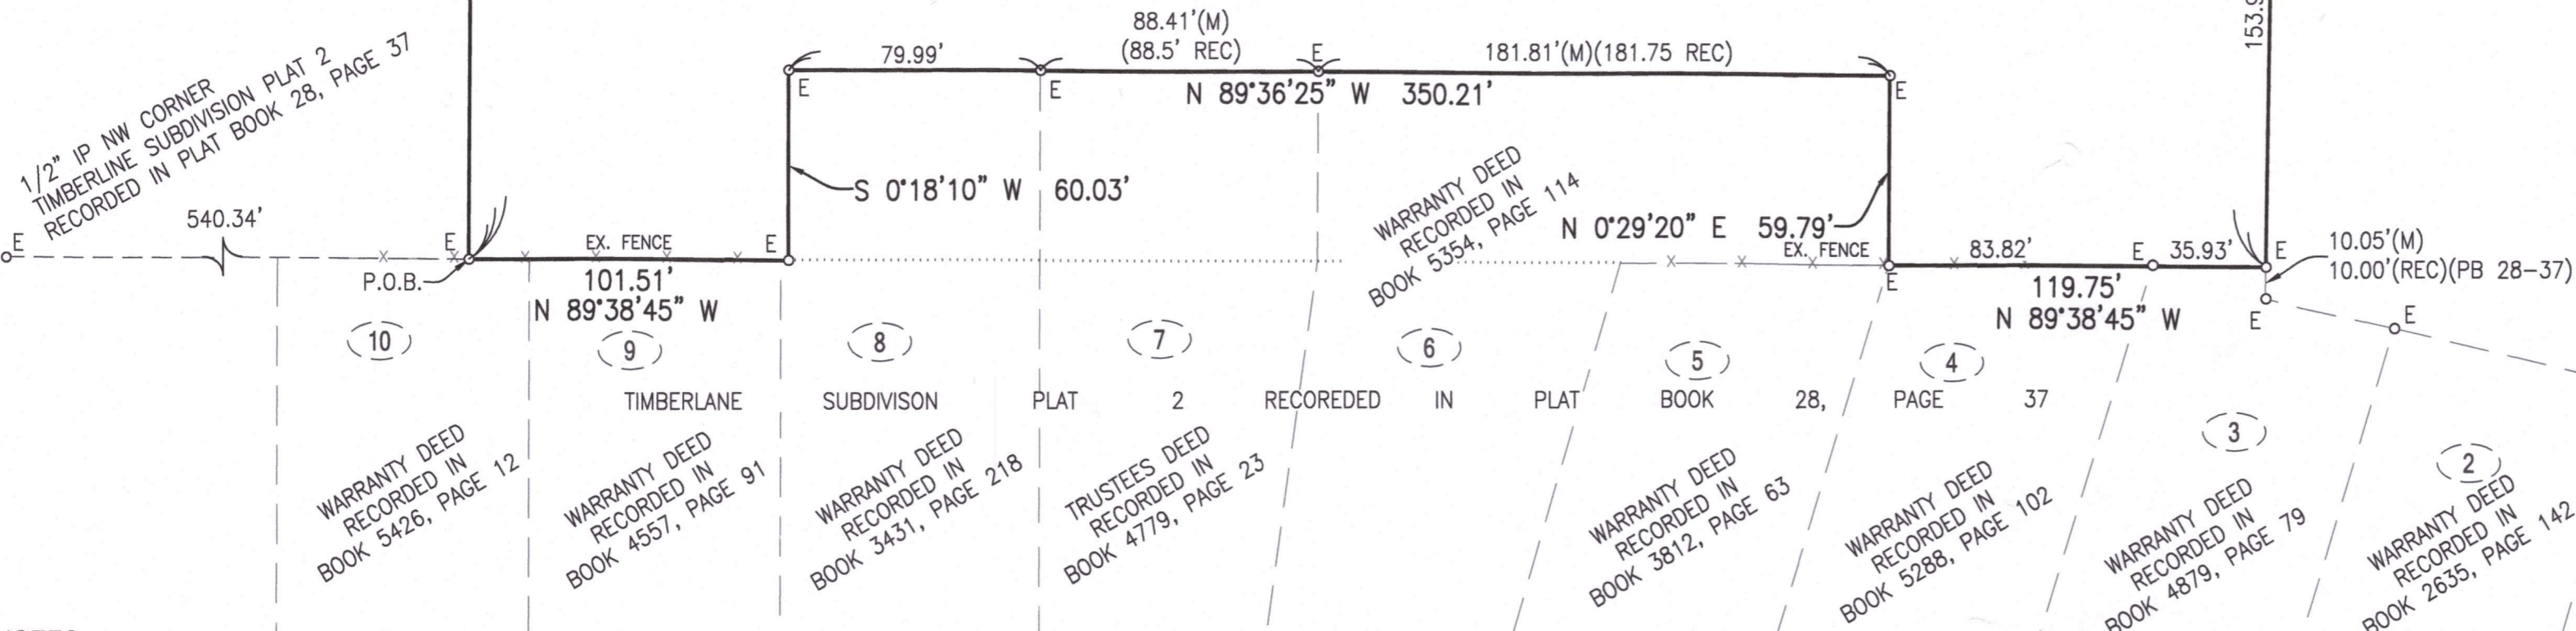 1/2" IP NW CORNER
TIMBERLINE SUBDIVISION PLAT 2
RECORDED IN PLAT BOOK 28, PAGE 37
540.34'
E
E
P.O.B.
EX. FENCE
E
101.51'
N 89°38'45" W
79.99'
E
88.41'(M)
(88.5' REC)
E
E
181.81'(M)(181.75 REC)
N 89°36'25" W 350.21'
E
S 0°18'10" W 60.03'
WARRANTY DEED
RECORDED IN
BOOK 5354, PAGE 114
N 0°29'20" E 59.79'
EX. FENCE
E
83.82'
E
35.93'
E
119.75'
N 89°38'45" W
153.9
10.05'(M)
10.00'(REC)(PB 28-37)
E
E
10
9
8
7
6
5
4
3
2
TIMBERLANE SUBDIVISON PLAT 2 RECOREDED IN PLAT BOOK 28, PAGE 37
WARRANTY DEED
RECORDED IN
BOOK 5426, PAGE 12
WARRANTY DEED
RECORDED IN
BOOK 4557, PAGE 91
WARRANTY DEED
RECORDED IN
BOOK 3431, PAGE 218
TRUSTEES DEED
RECORDED IN
BOOK 4779, PAGE 23
WARRANTY DEED
RECORDED IN
BOOK 3812, PAGE 63
WARRANTY DEED
RECORDED IN
BOOK 5288, PAGE 102
WARRANTY DEED
RECORDED IN
BOOK 4879, PAGE 79
WARRANTY DEED
RECORDED IN
BOOK 2635, PAGE 142